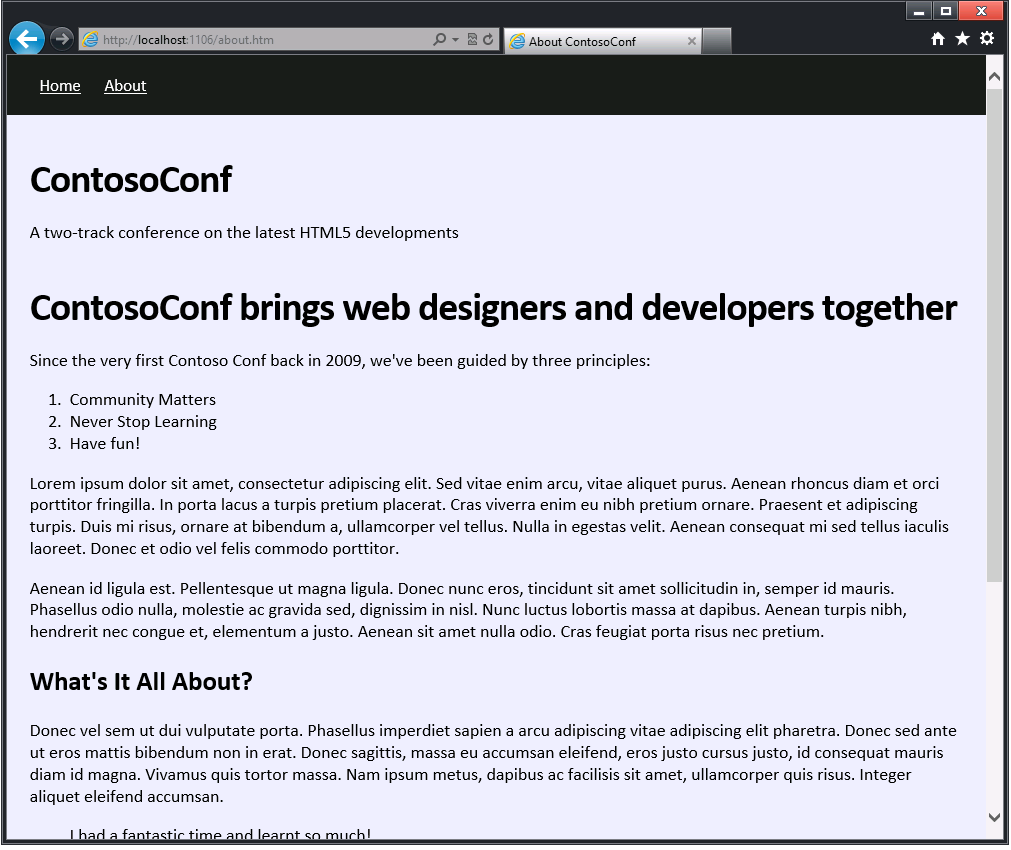 http://localhost:1106/about.htm
About ContosoConf
Home About
ContosoConf
A two-track conference on the latest HTML5 developments
ContosoConf brings web designers and developers together
Since the very first Contoso Conf back in 2009, we've been guided by three principles:
1. Community Matters
2. Never Stop Learning
3. Have fun!
Lorem ipsum dolor sit amet, consectetur adipiscing elit. Sed vitae enim arcu, vitae aliquet purus. Aenean rhoncus diam et orci
porttitor fringilla. In porta lacus a turpis pretium placerat. Cras viverra enim eu nibh pretium ornare. Praesent et adipiscing
turpis. Duis mi risus, ornare at bibendum a, ullamcorper vel tellus. Nulla in egestas velit. Aenean consequat mi sed tellus iaculis
laoreet. Donec et odio vel felis commodo porttitor.
Aenean id ligula est. Pellentesque ut magna ligula. Donec nunc eros, tincidunt sit amet sollicitudin in, semper id mauris.
Phasellus odio nulla, molestie ac gravida sed, dignissim in nisl. Nunc luctus lobortis massa at dapibus. Aenean turpis nibh,
hendrerit nec congue et, elementum a justo. Aenean sit amet nulla odio. Cras feugiat porta risus nec pretium.
What's It All About?
Donec vel sem ut dui vulputate porta. Phasellus imperdiet sapien a arcu adipiscing vitae adipiscing elit pharetra. Donec sed ante
ut eros mattis bibendum non in erat. Donec sagittis, massa eu accumsan eleifend, eros justo cursus justo, id consequat mauris
diam id magna. Vivamus quis tortor massa. Nam ipsum metus, dapibus ac facilisis sit amet, ullamcorper quis risus. Integer
aliquet eleifend accumsan.
I had a fantastic time and learnt so much!